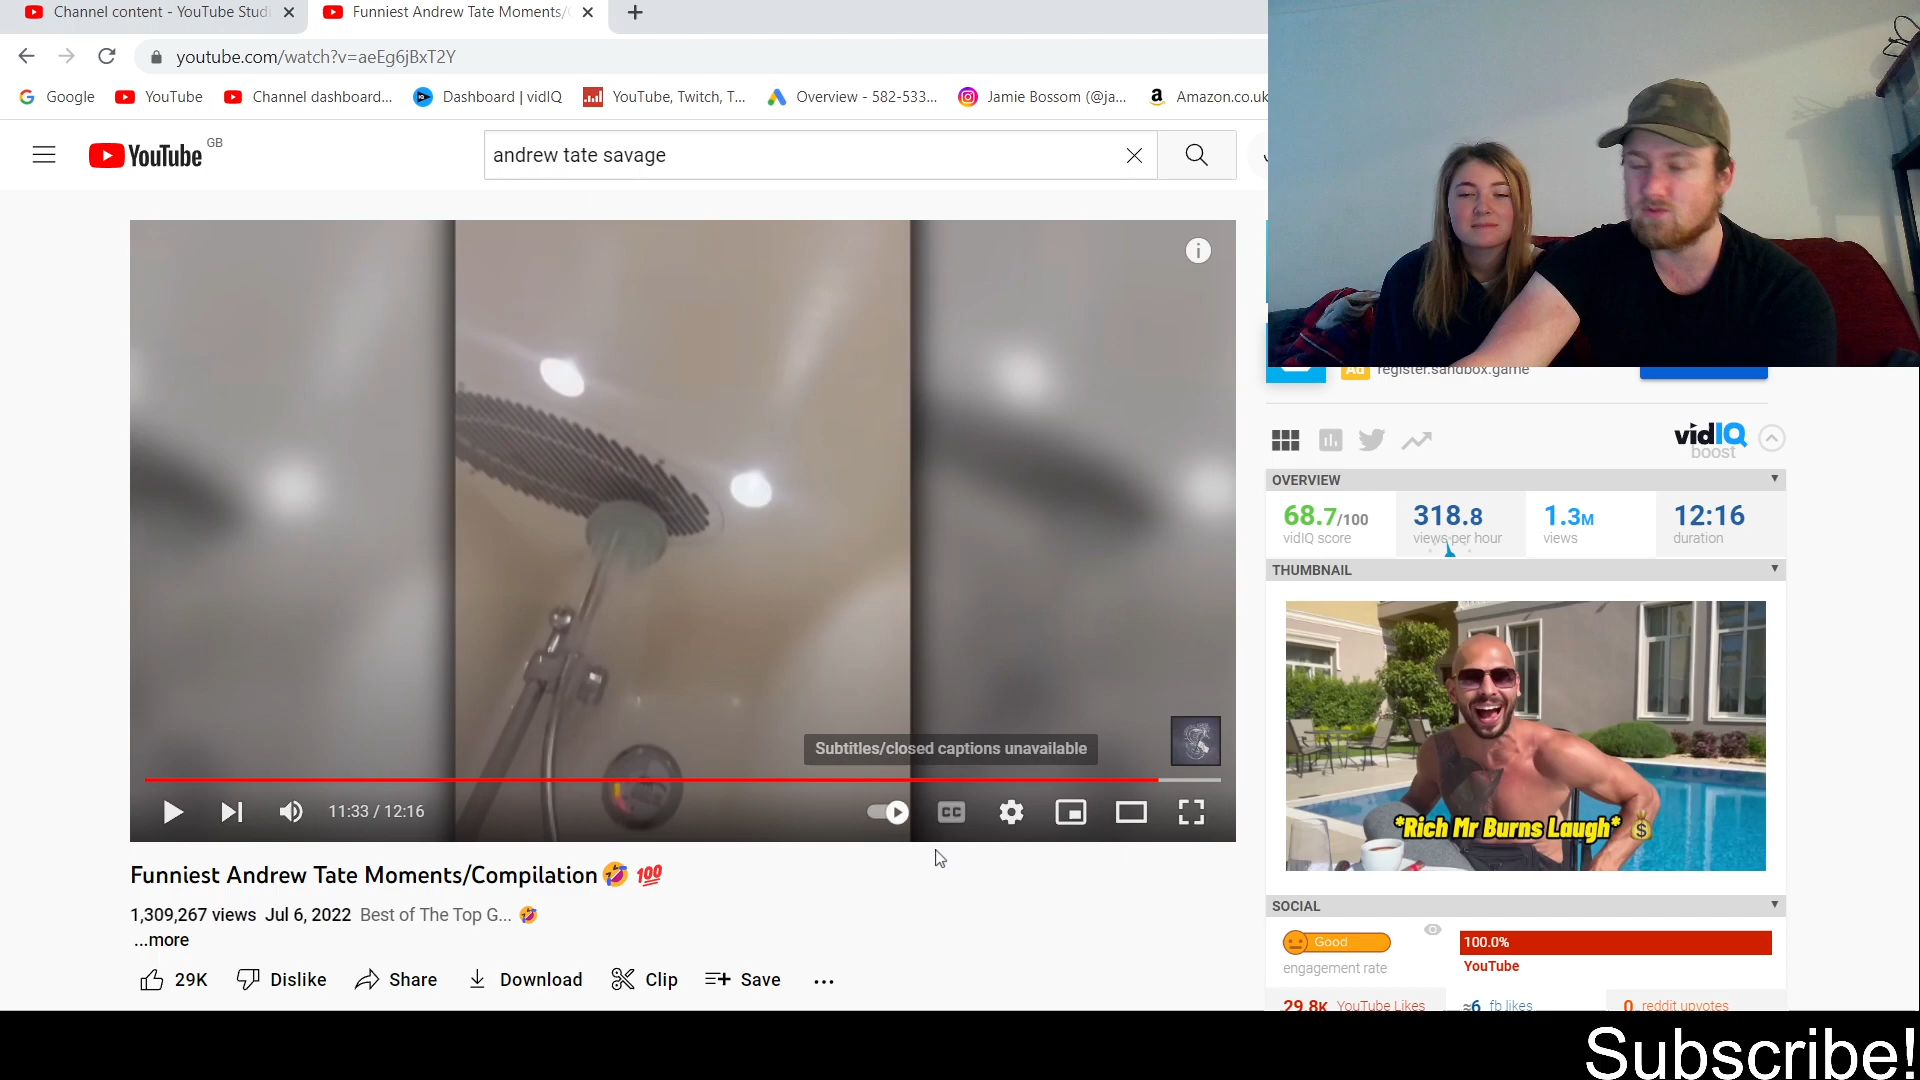 Channel content - YouTube Studi
Funniest Andrew Tate Moments/C
youtube.com/watch?v=aeEg6jBxT2Y
Google
YouTube
Channel dashboard...
Dashboard | vidIQ
YouTube, Twitch, T...
Overview - 582-533...
Jamie Bossom (@ja...
Amazon.co.uk
YouTube GB
andrew tate savage
Subtitles/closed captions unavailable
11:33 / 12:16
CC
Funniest Andrew Tate Moments/Compilation🤣 💯
1,309,267 views Jul 6, 2022 Best of The Top G... 🤣
...more
29K
Dislike
Share
Download
Clip
Save
...
Ad register.sandbox.game
vidIQ
boost
OVERVIEW
68.7/100 318.8 1.3M 12:16
vidIQ score views per hour views duration
THUMBNAIL
*Rich Mr Burns Laugh* 💰
SOCIAL
Good
100.0%
engagement rate
YouTube
29.8K YouTube Likes ≈6 fb likes 0 reddit upvotes
Subscribe!